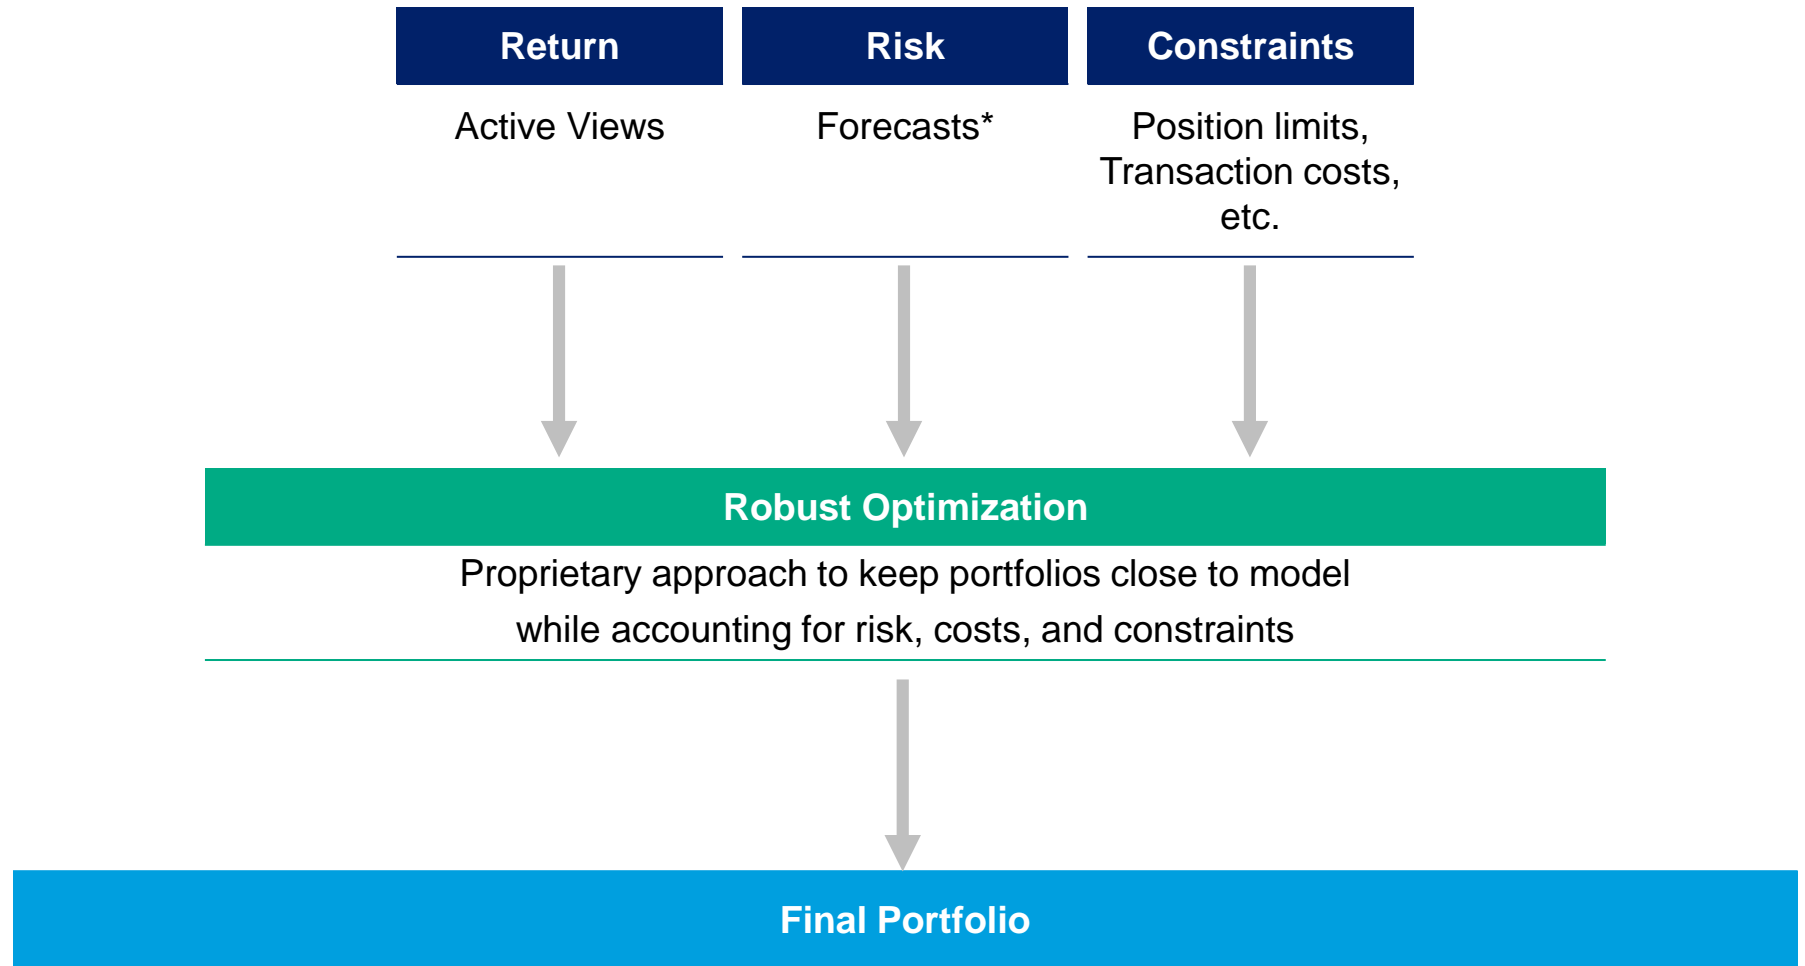 Return
Risk
Constraints
Active Views
Forecasts*
Position limits,
Transaction costs,
etc.
Robust Optimization
Proprietary approach to keep portfolios close to model
while accounting for risk, costs, and constraints
Final Portfolio